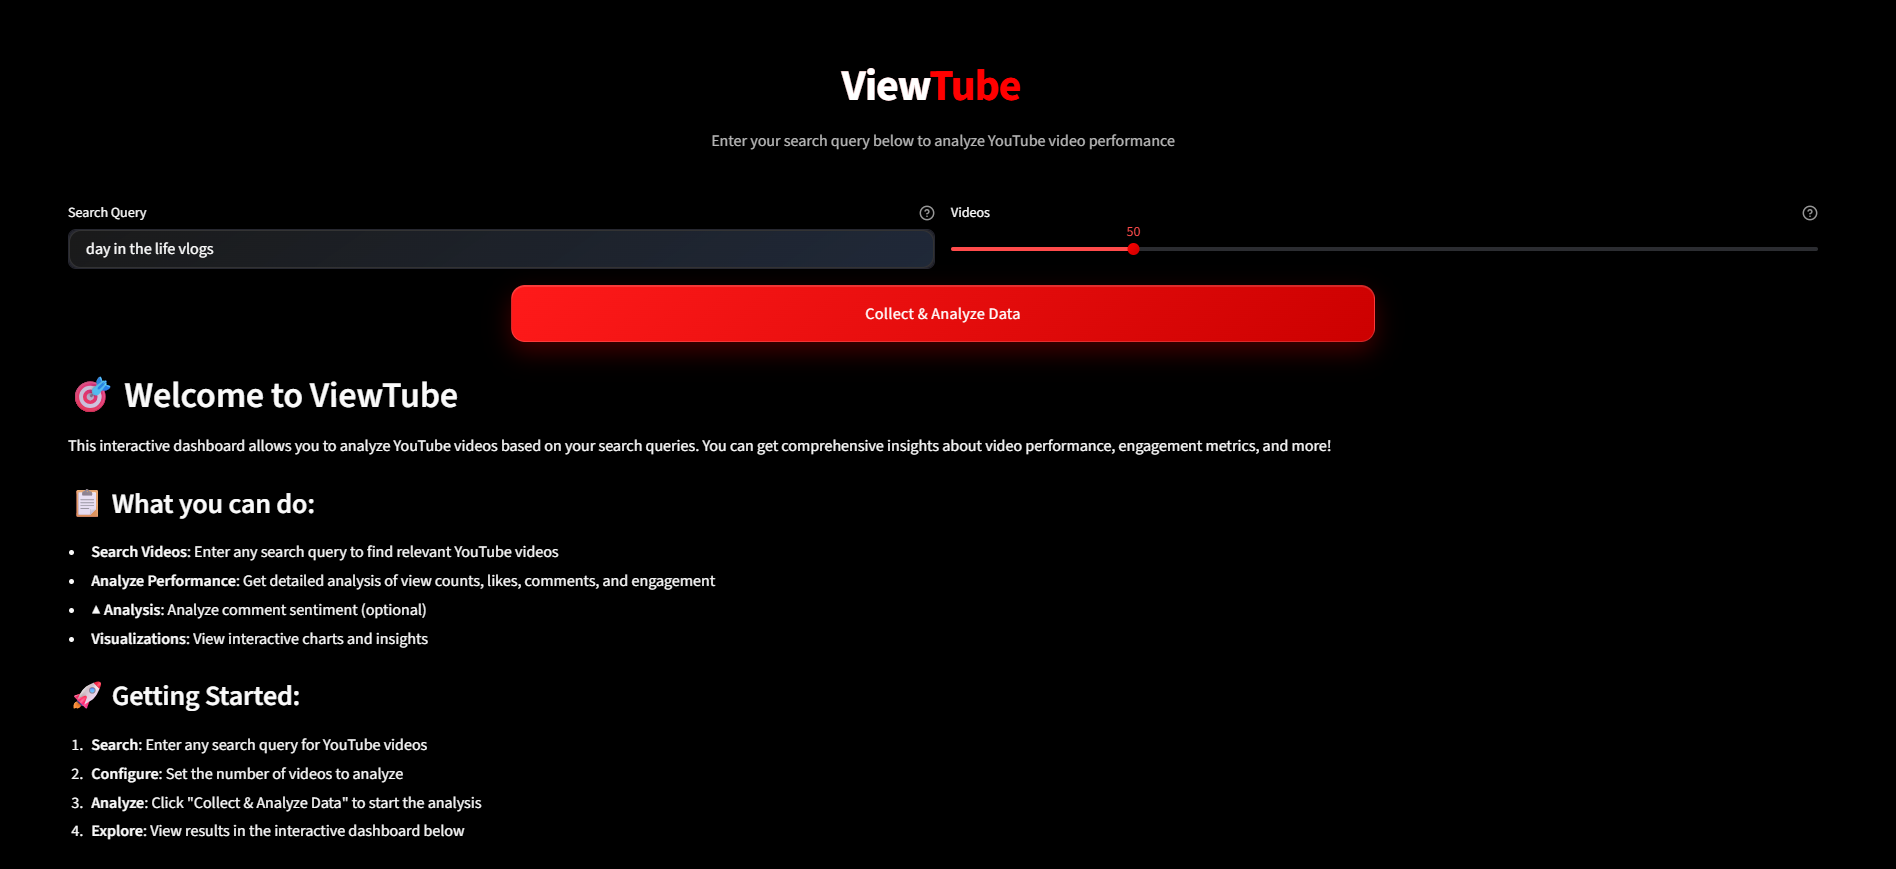 ViewTube
Enter your search query below to analyze YouTube video performance
Search Query
Videos
50
day in the life vlogs
Collect & Analyze Data
Welcome to ViewTube
This interactive dashboard allows you to analyze YouTube videos based on your search queries. You can get comprehensive insights about video performance, engagement metrics, and more!
What you can do:
• Search Videos: Enter any search query to find relevant YouTube videos
• Analyze Performance: Get detailed analysis of view counts, likes, comments, and engagement
• ▲ Analysis: Analyze comment sentiment (optional)
• Visualizations: View interactive charts and insights
Getting Started:
1. Search: Enter any search query for YouTube videos
2. Configure: Set the number of videos to analyze
3. Analyze: Click "Collect & Analyze Data" to start the analysis
4. Explore: View results in the interactive dashboard below